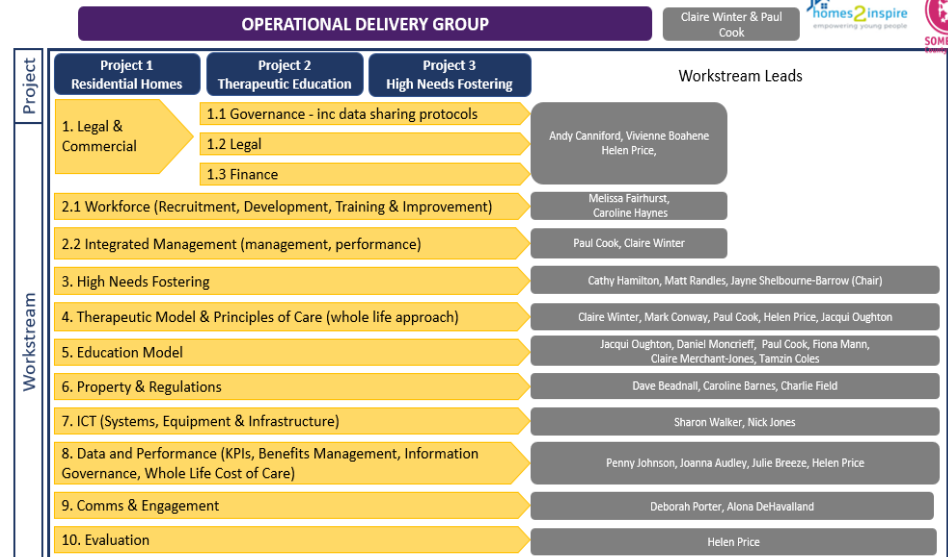 OPERATIONAL DELIVERY GROUP
Claire Winter & Paul
Cook
homes2inspire
empowering young people
Project
Project 1
Residential Homes
Project 2
Therapeutic Education
Project 3
High Needs Fostering
Workstream Leads
Workstream
1. Legal &
Commercial
1.1 Governance - inc data sharing protocols
1.2 Legal
1.3 Finance
Andy Canniford, Vivienne Boahene
Helen Price,
2.1 Workforce (Recruitment, Development, Training & Improvement)
Melissa Fairhurst,
Caroline Haynes
2.2 Integrated Management (management, performance)
Paul Cook, Claire Winter
3. High Needs Fostering
Cathy Hamilton, Matt Randles, Jayne Shelbourne-Barrow (Chair)
4. Therapeutic Model & Principles of Care (whole life approach)
Claire Winter, Mark Conway, Paul Cook, Helen Price, Jacqui Oughton
5. Education Model
Jacqui Oughton, Daniel Moncrieff, Paul Cook, Fiona Mann,
Claire Merchant-Jones, Tamzin Coles
6. Property & Regulations
Dave Beadnall, Caroline Barnes, Charlie Field
7. ICT (Systems, Equipment & Infrastructure)
Sharon Walker, Nick Jones
8. Data and Performance (KPIs, Benefits Management, Information
Governance, Whole Life Cost of Care)
Penny Johnson, Joanna Audley, Julie Breeze, Helen Price
9. Comms & Engagement
Deborah Porter, Alona DeHavalland
10. Evaluation
Helen Price